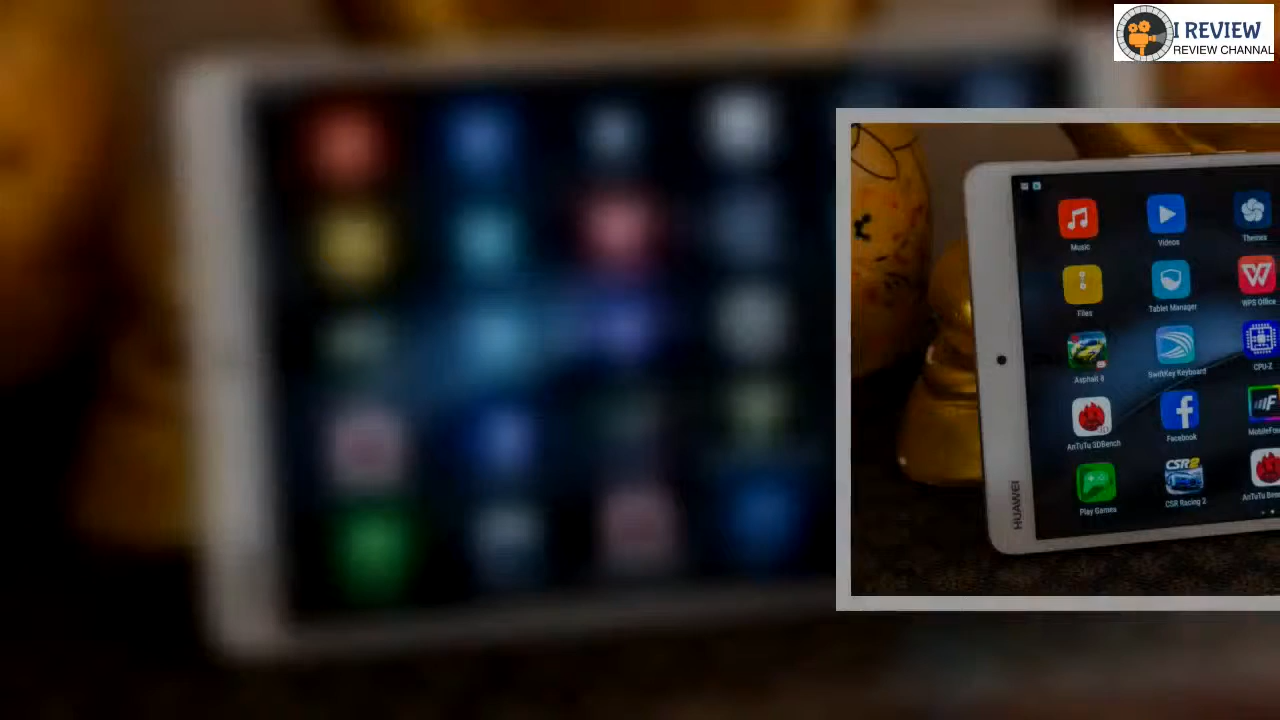 I REVIEW
REVIEW CHANNAL
Music
Videos
Themes
Files
Tablet Manager
WPS Office
Asphalt 8
SwiftKey Keyboard
CPU-Z
AnTuTu 3DBench
Facebook
Play Games
CSR Racing 2
CSR2
HUAWEI